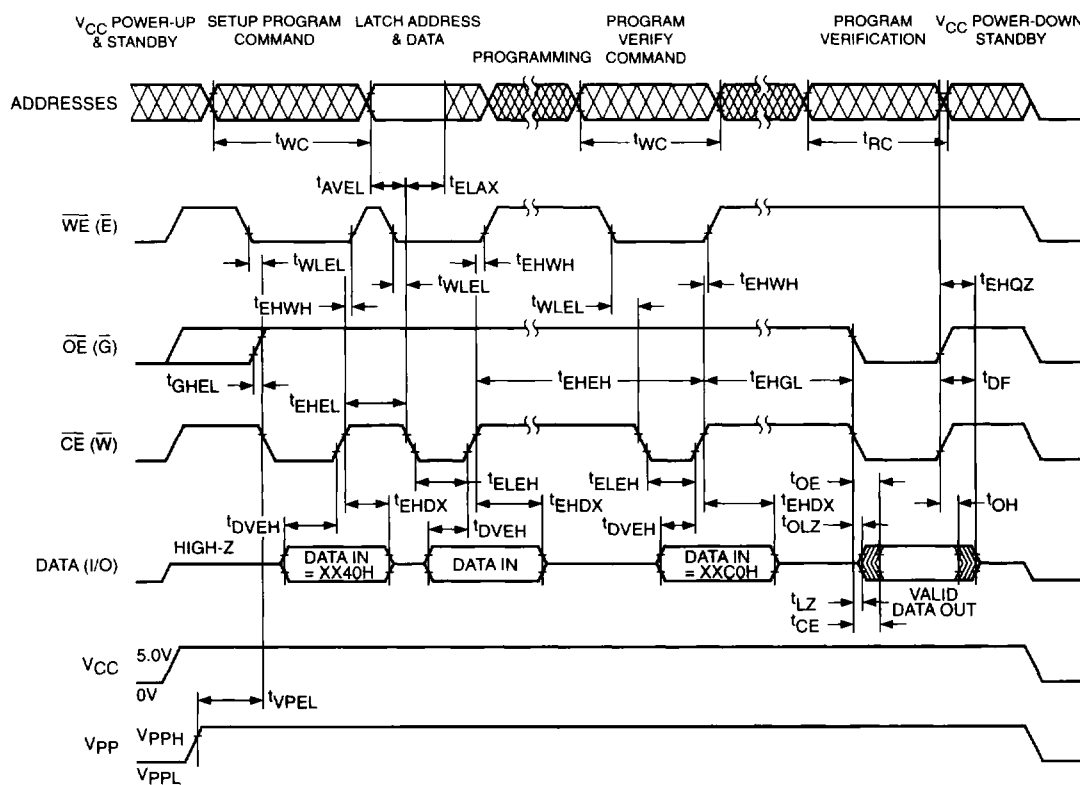 VCC POWER-UP & STANDBY
SETUP PROGRAM COMMAND
LATCH ADDRESS & DATA
PROGRAMMING
PROGRAM VERIFY COMMAND
PROGRAM VERIFICATION
VCC POWER-DOWN STANDBY
ADDRESSES
tWC
tWC
tRC
tAVEL
tELAX
WE (E)
tWLEL
tEHWH
tWLEL
tEHWH
tWLEL
tEHWH
tEHQZ
OE (G)
tGHEL
tEHEL
tEHEH
tEHGL
tDF
CE (W)
tELEH
tELEH
tOE
tEHDX
tEHDX
tEHDX
tOH
tDVEH
tDVEH
tDVEH
tOLZ
HIGH-Z
DATA (I/O)
DATA IN = XX40H
DATA IN
DATA IN = XXC0H
VALID DATA OUT
tLZ
tCE
VCC
5.0V
0V
tVPEL
VPP
VPPH
VPPL